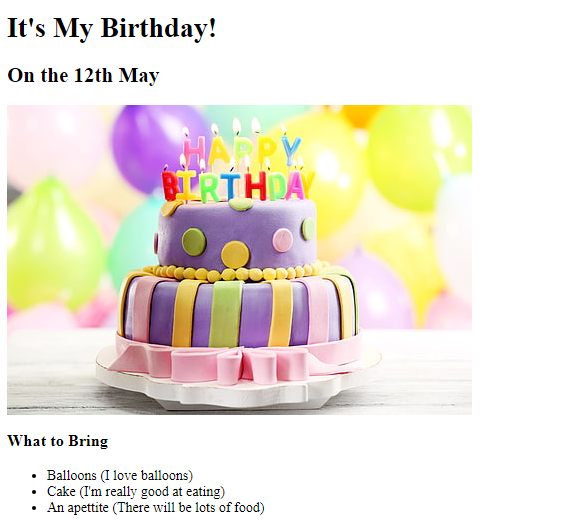 It's My Birthday!
On the 12th May
HAPPY
BIRTHDAY
What to Bring
Balloons (I love balloons)
Cake (I'm really good at eating)
An apettite (There will be lots of food)